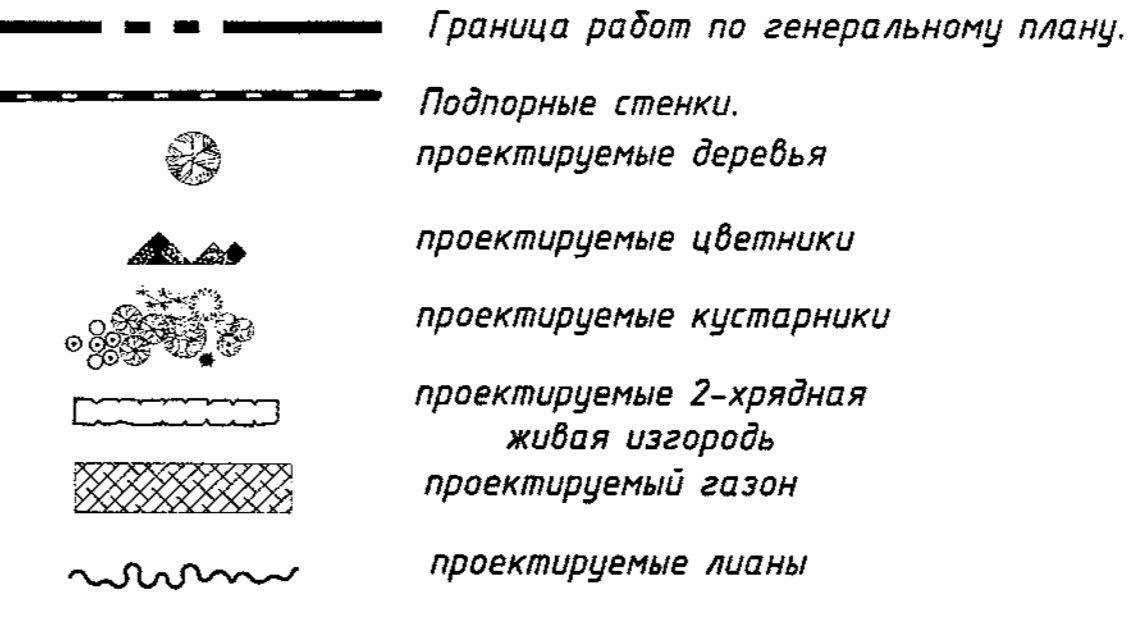 Граница работ по генеральному плану.
Подпорные стенки.
проектируемые деревья
проектируемые цветники
проектируемые кустарники
проектируемые 2-хрядная
живая изгородь
проектируемый газон
проектируемые лианы